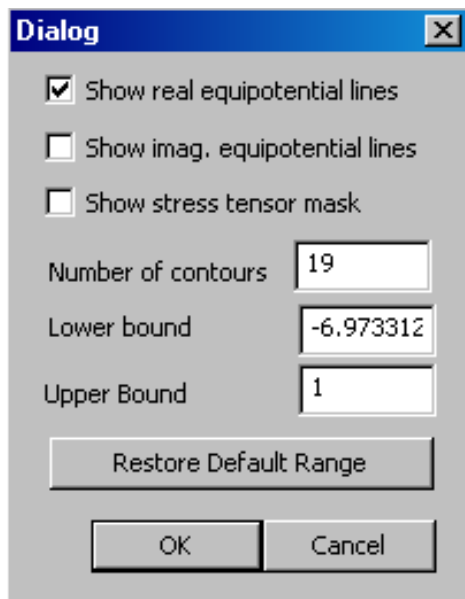 Dialog
Show real equipotential lines
Show imag. equipotential lines
Show stress tensor mask
Number of contours 19
Lower bound -6.973312
Upper Bound 1
Restore Default Range
OK Cancel